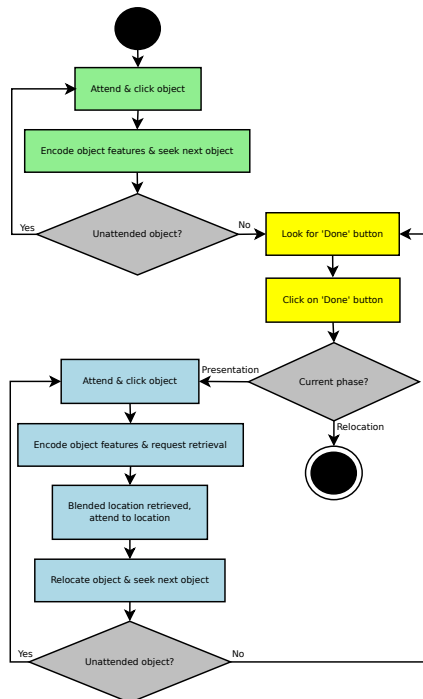 Attend & click object
Encode object features & seek next object
Unattended object?
Yes
No
Look for 'Done' button
Click on 'Done' button
Current phase?
Presentation
Relocation
Attend & click object
Encode object features & request retrieval
Blended location retrieved,
attend to location
Relocate object & seek next object
Unattended object?
Yes
No